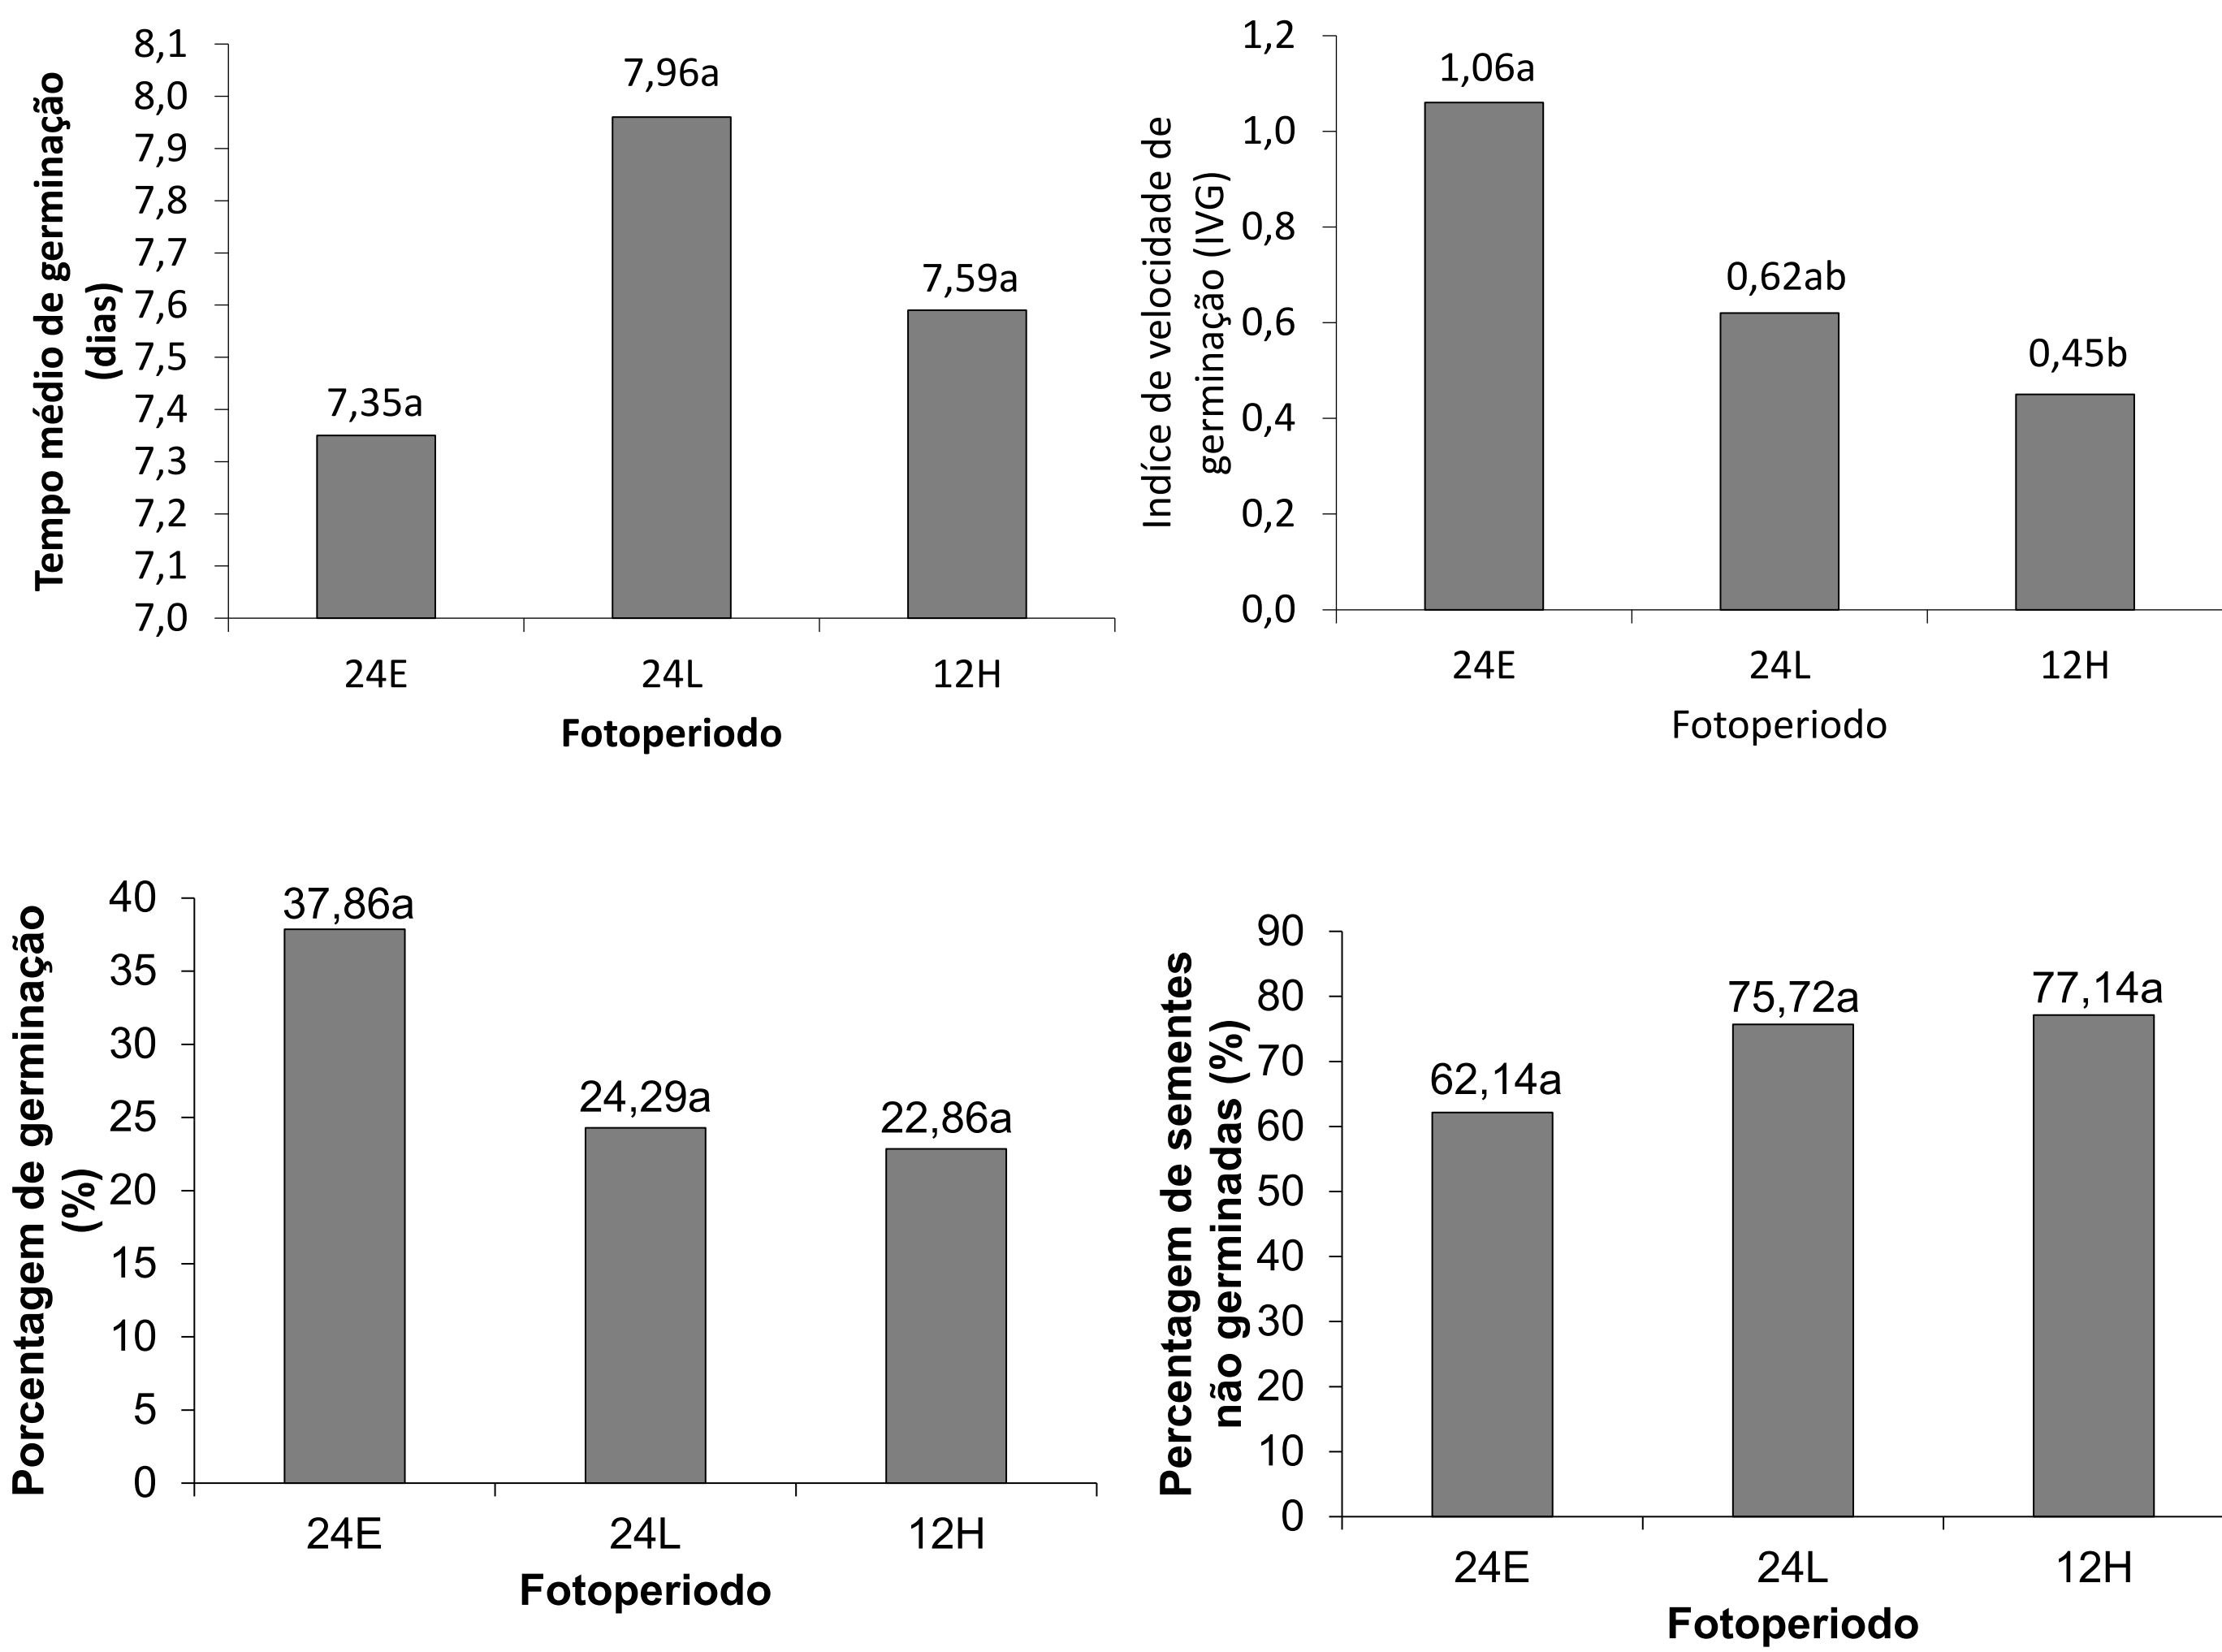 Tempo médio de germinação
(dias)
8,1
8,0
7,9
7,8
7,7
7,6
7,5
7,4
7,3
7,2
7,1
7,0
7,35a
7,96a
7,59a
24E
24L
12H
Fotoperiodo
Indíce de velocidade de
germinação (IVG)
1,2
1,0
0,8
0,6
0,4
0,2
0,0
1,06a
0,62ab
0,45b
24E
24L
12H
Fotoperiodo
Porcentagem de germinação
(%)
40
35
30
25
20
15
10
5
0
37,86a
24,29a
22,86a
24E
24L
12H
Fotoperiodo
Percentagem de sementes
não germinadas (%)
90
80
70
60
50
40
30
20
10
0
62,14a
75,72a
77,14a
24E
24L
12H
Fotoperiodo